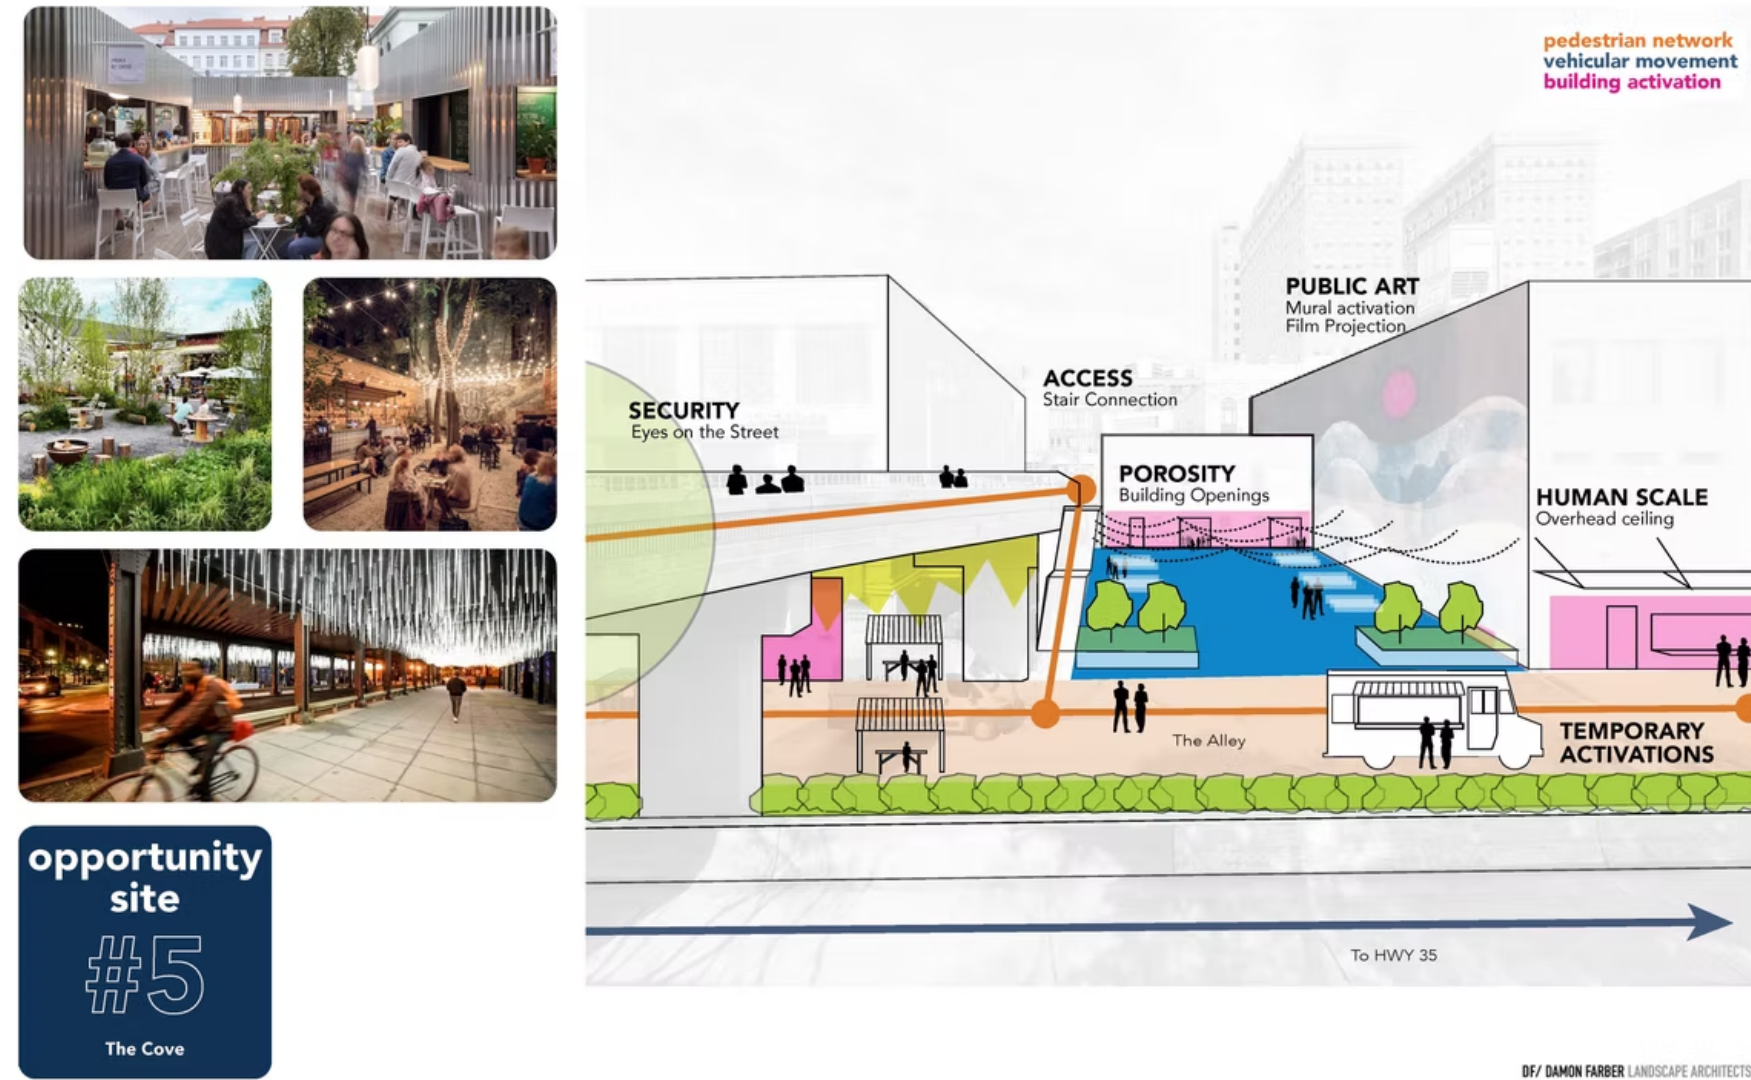 pedestrian network
vehicular movement
building activation
PUBLIC ART
Mural activation
Film Projection
ACCESS
Stair Connection
SECURITY
Eyes on the Street
POROSITY
Building Openings
HUMAN SCALE
Overhead ceiling
The Alley
TEMPORARY
ACTIVATIONS
To HWY 35
opportunity
site
#5
The Cove
DF/ DAMON FARBER LANDSCAPE ARCHITECTS